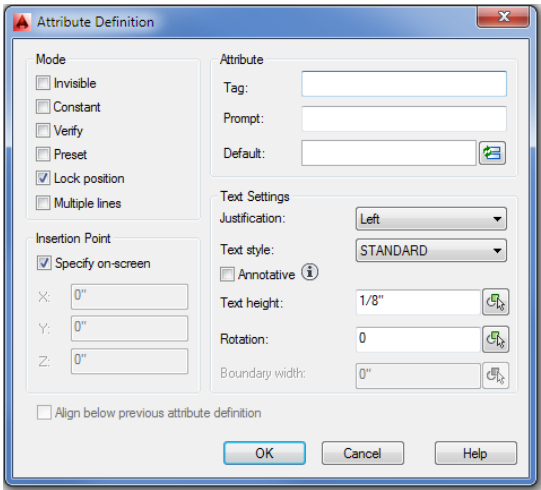 Attribute Definition
Mode
Invisible
Constant
Verify
Preset
Lock position
Multiple lines
Insertion Point
Specify on-screen
X: 0"
Y: 0"
Z: 0"
Attribute
Tag:
Prompt:
Default:
Text Settings
Justification: Left
Text style: STANDARD
Annotative
Text height: 1/8"
Rotation: 0
Boundary width: 0"
Align below previous attribute definition
OK Cancel Help